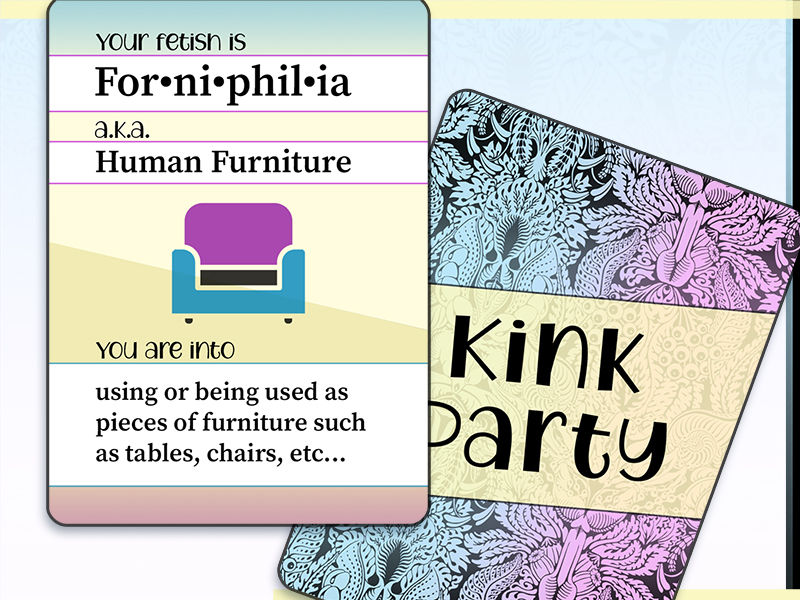 Your fetish is
For•ni•phil•ia
a.k.a.
Human Furniture
You are into
using or being used as
pieces of furniture such
as tables, chairs, etc…
Kink
Party